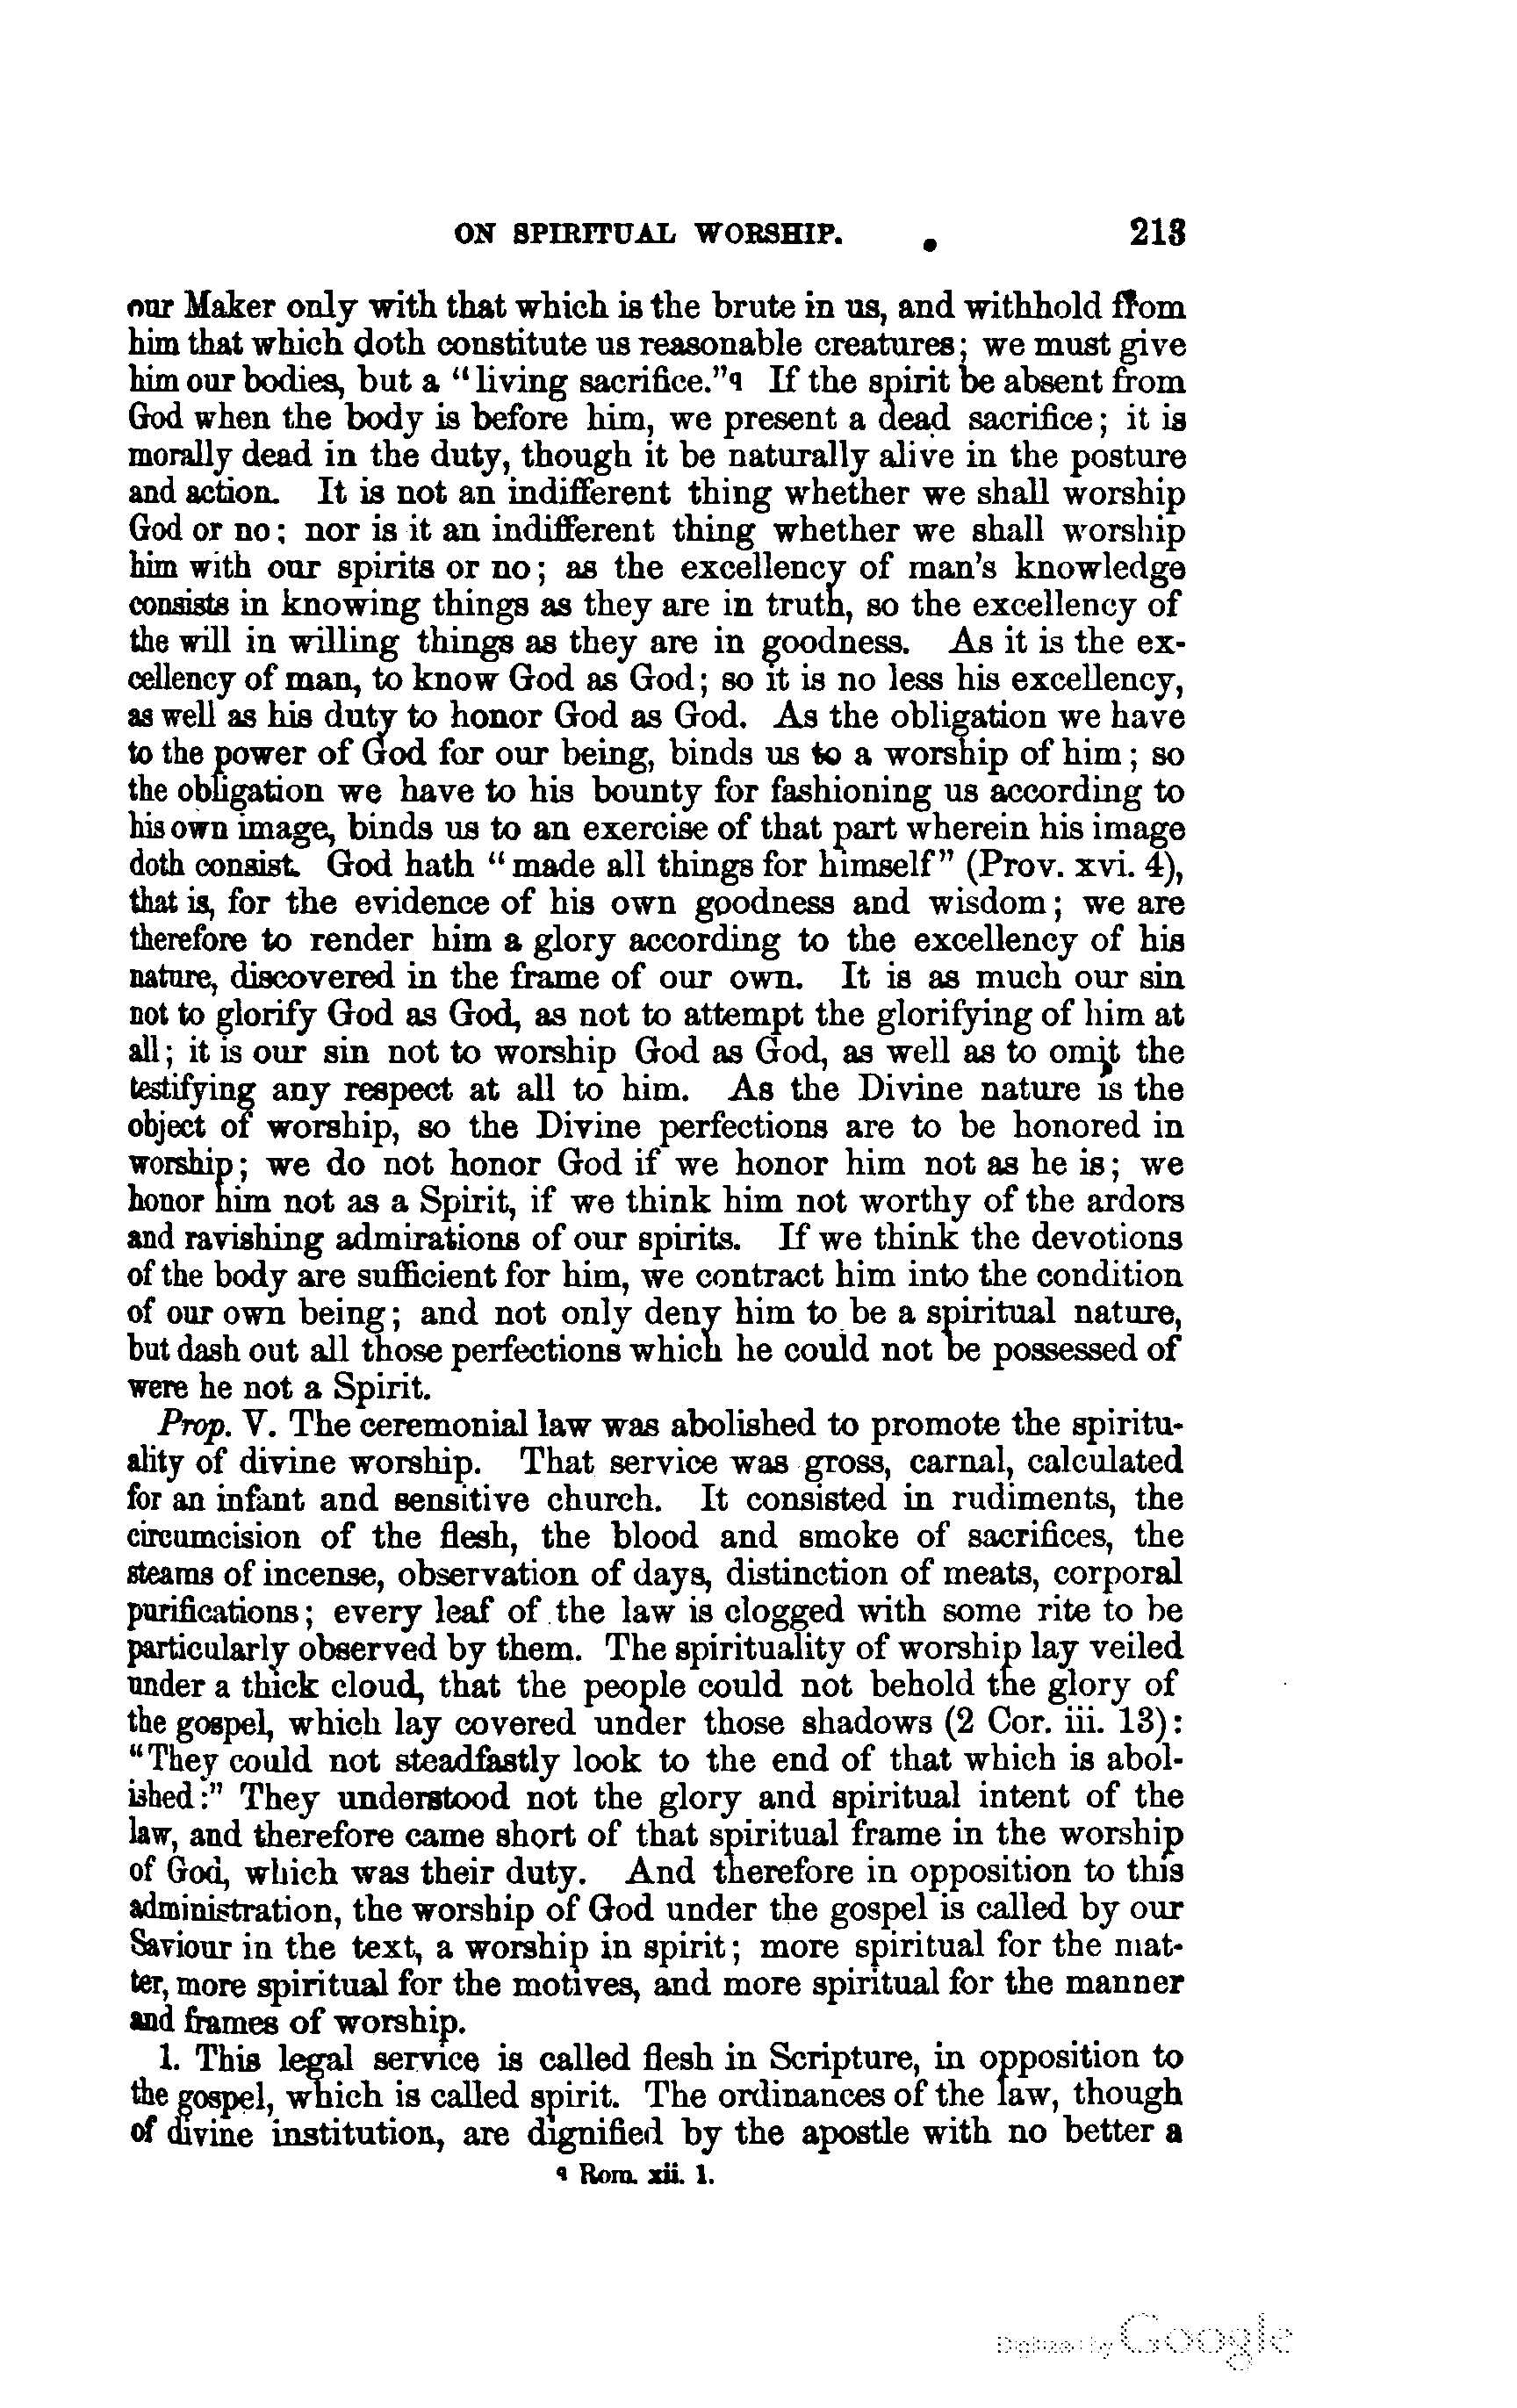 ON SPIRITUAL WORSHIP. 213
our Maker only with that which is the brute in us, and withhold from
him that which doth constitute us reasonable creatures; we must give
him our bodies, but a "living sacrifice."q If the spirit be absent from
God when the body is before him, we present a dead sacrifice; it is
morally dead in the duty, though it be naturally alive in the posture
and action. It is not an indifferent thing whether we shall worship
God or no; nor is it an indifferent thing whether we shall worship
him with our spirits or no; as the excellency of man's knowledge
consists in knowing things as they are in truth, so the excellency of
the will in willing things as they are in goodness. As it is the ex-
cellency of man, to know God as God; so it is no less his excellency,
as well as his duty to honor God as God. As the obligation we have
to the power of God for our being, binds us to a worship of him; so
the obligation we have to his bounty for fashioning us according to
his own image, binds us to an exercise of that part wherein his image
doth consist. God hath "made all things for himself" (Prov. xvi. 4),
that is, for the evidence of his own goodness and wisdom; we are
therefore to render him a glory according to the excellency of his
nature, discovered in the frame of our own. It is as much our sin
not to glorify God as God, as not to attempt the glorifying of him at
all; it is our sin not to worship God as God, as well as to omit the
testifying any respect at all to him. As the Divine nature is the
object of worship, so the Divine perfections are to be honored in
worship; we do not honor God if we honor him not as he is; we
honor him not as a Spirit, if we think him not worthy of the ardors
and ravishing admirations of our spirits. If we think the devotions
of the body are sufficient for him, we contract him into the condition
of our own being; and not only deny him to be a spiritual nature,
but dash out all those perfections which he could not be possessed of
were he not a Spirit.
Prop. V. The ceremonial law was abolished to promote the spiritu-
ality of divine worship. That service was gross, carnal, calculated
for an infant and sensitive church. It consisted in rudiments, the
circumcision of the flesh, the blood and smoke of sacrifices, the
steams of incense, observation of days, distinction of meats, corporal
purifications; every leaf of the law is clogged with some rite to be
particularly observed by them. The spirituality of worship lay veiled
under a thick cloud, that the people could not behold the glory of
the gospel, which lay covered under those shadows (2 Cor. iii. 13):
"They could not steadfastly look to the end of that which is abol-
ished:" They understood not the glory and spiritual intent of the
law, and therefore came short of that spiritual frame in the worship
of God, which was their duty. And therefore in opposition to this
administration, the worship of God under the gospel is called by our
Saviour in the text, a worship in spirit; more spiritual for the mat-
ter, more spiritual for the motives, and more spiritual for the manner
and frames of worship.
1. This legal service is called flesh in Scripture, in opposition to
the gospel, which is called spirit. The ordinances of the law, though
of divine institution, are dignified by the apostle with no better a
q Rom. xii. 1.
Digitized by Google